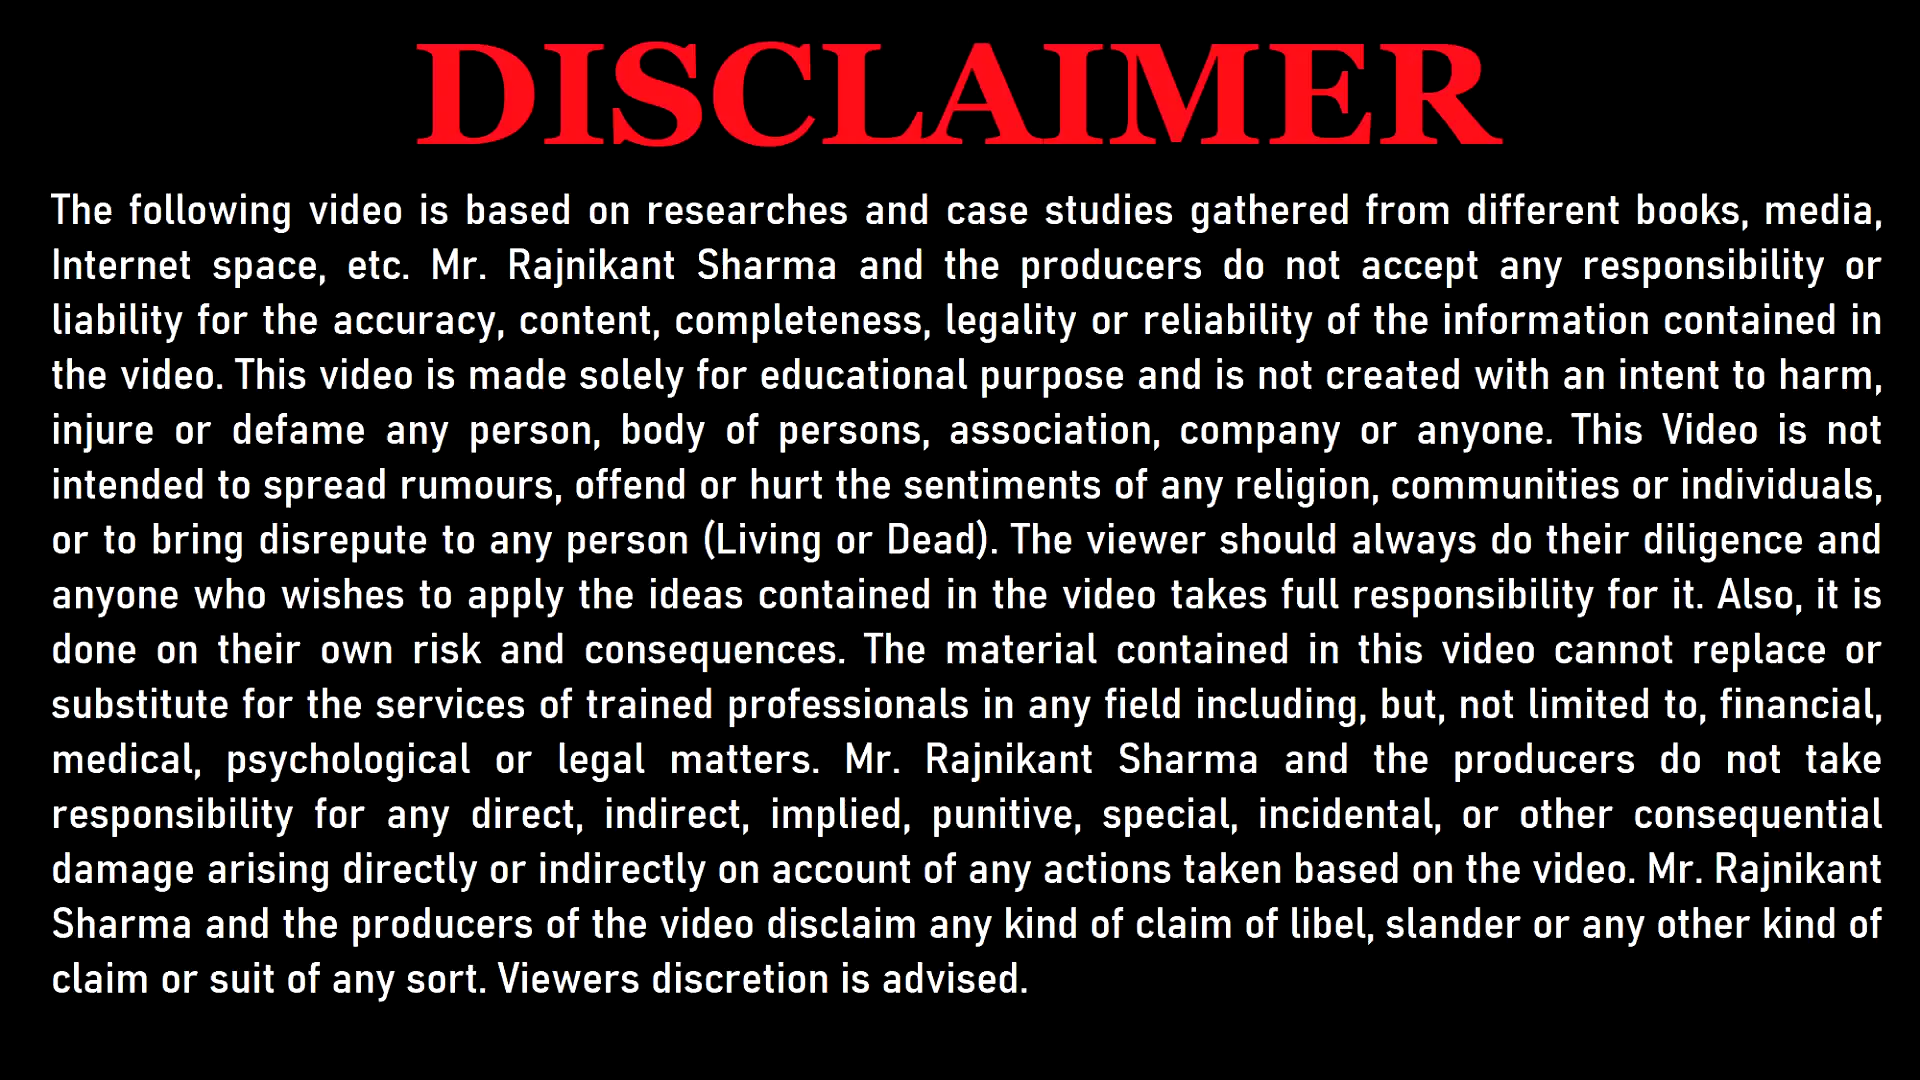 DISCLAIMER
The following video is based on researches and case studies gathered from different books, media,
Internet space, etc. Mr. Rajnikant Sharma and the producers do not accept any responsibility or
liability for the accuracy, content, completeness, legality or reliability of the information contained in
the video. This video is made solely for educational purpose and is not created with an intent to harm,
injure or defame any person, body of persons, association, company or anyone. This Video is not
intended to spread rumours, offend or hurt the sentiments of any religion, communities or individuals,
or to bring disrepute to any person (Living or Dead). The viewer should always do their diligence and
anyone who wishes to apply the ideas contained in the video takes full responsibility for it. Also, it is
done on their own risk and consequences. The material contained in this video cannot replace or
substitute for the services of trained professionals in any field including, but, not limited to, financial,
medical, psychological or legal matters. Mr. Rajnikant Sharma and the producers do not take
responsibility for any direct, indirect, implied, punitive, special, incidental, or other consequential
damage arising directly or indirectly on account of any actions taken based on the video. Mr. Rajnikant
Sharma and the producers of the video disclaim any kind of claim of libel, slander or any other kind of
claim or suit of any sort. Viewers discretion is advised.